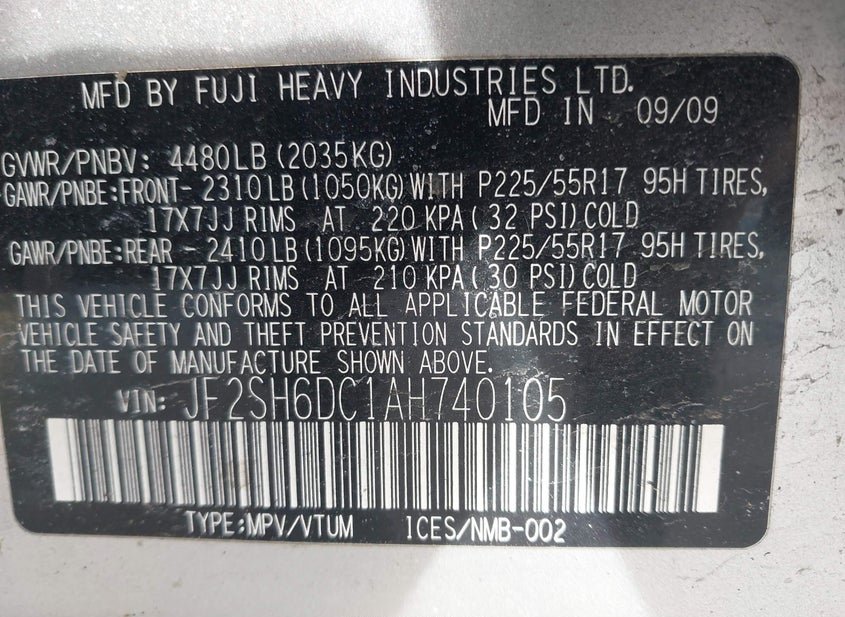 MFD BY FUJI HEAVY INDUSTRIES LTD.
MFD IN 09/09
GVWR/PNBV: 4480LB (2035KG)
GAWR/PNBE:FRONT- 2310LB (1050KG) WITH P225/55R17 95H TIRES,
17X7JJ RIMS AT 220 KPA( 32 PSI) COLD
GAWR/PNBE:REAR - 2410LB (1095KG) WITH P225/55R17 95H TIRES,
17X7JJ RIMS AT 210 KPA( 30 PSI) COLD
THIS VEHICLE CONFORMS TO ALL APPLICABLE FEDERAL MOTOR
VEHICLE SAFETY AND THEFT PREVENTION STANDARDS IN EFFECT ON
THE DATE OF MANUFACTURE SHOWN ABOVE.
VIN: JF2SH6DC1AH740105
TYPE:MPV/VTUM ICES/NMB-002